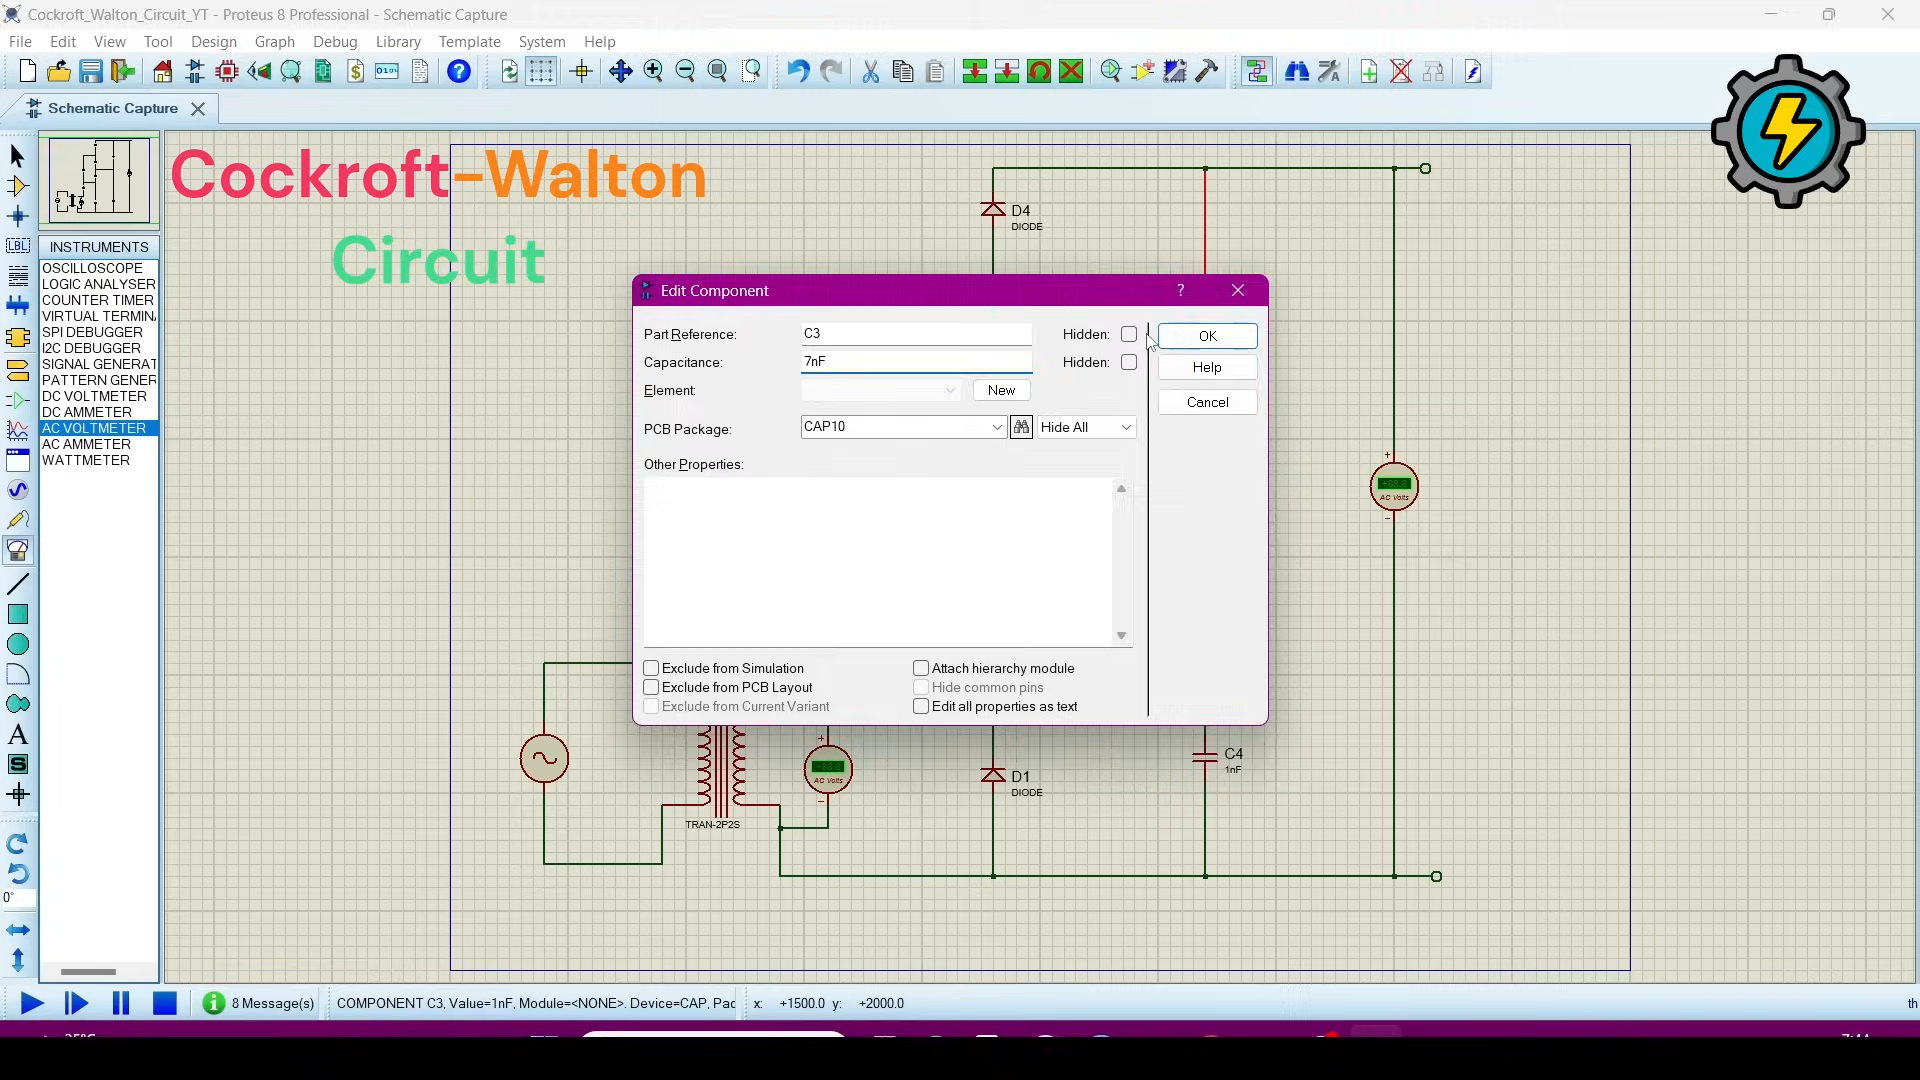 Cockroft_Walton_Circuit_YT - Proteus 8 Professional - Schematic Capture
File Edit View Tool Design Graph Debug Library Template System Help
Schematic Capture
Cockroft-Walton
Circuit
INSTRUMENTS
OSCILLOSCOPE
LOGIC ANALYSER
COUNTER TIMER
VIRTUAL TERMIN
SPI DEBUGGER
I2C DEBUGGER
SIGNAL GENERAT
PATTERN GENER
DC VOLTMETER
DC AMMETER
AC VOLTMETER
AC AMMETER
WATTMETER
LBL
A
S
0°
D4
DIODE
Edit Component ?
Part Reference: C3 Hidden: OK
Capacitance: 7nF Hidden: Help
Element: New Cancel
PCB Package: CAP10 Hide All
Other Properties:
Exclude from Simulation Attach hierarchy module
Exclude from PCB Layout Hide common pins
Exclude from Current Variant Edit all properties as text
+
AC Volts
−
+
AC Volts
−
TRAN-2P2S
D1
DIODE
C4
1nF
8 Message(s) COMPONENT C3, Value=1nF, Module=<NONE>. Device=CAP, Pac x: +1500.0 y: +2000.0 th